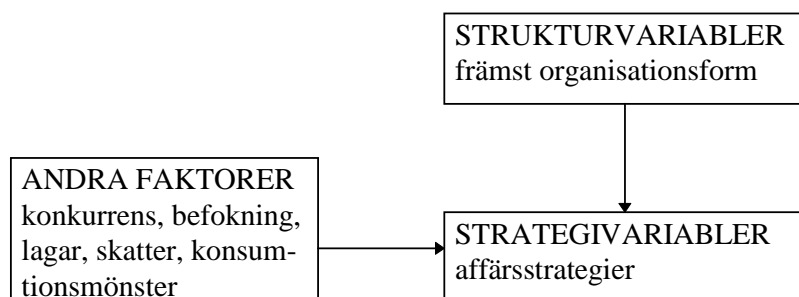 STRUKTURVARIABLER
främst organisationsform
ANDRA FAKTORER
konkurrens, befokning,
lagar, skatter, konsum-
tionsmönster
STRATEGIVARIABLER
affärsstrategier